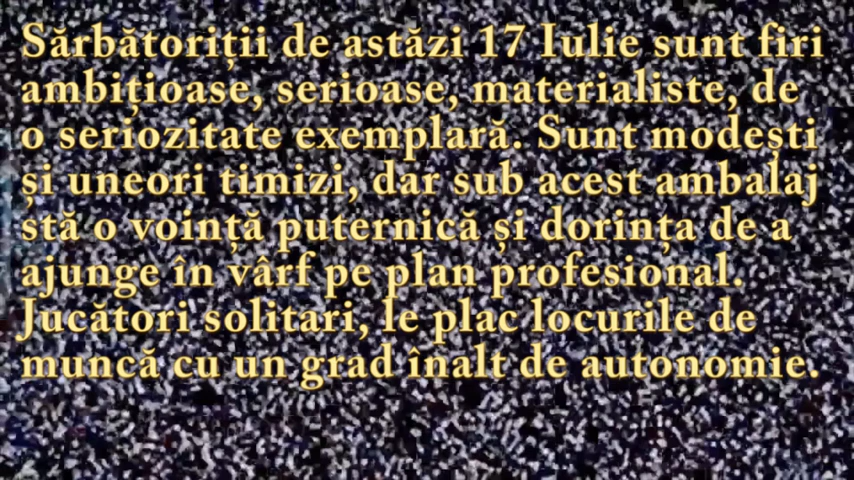 Sărbătoriții de astăzi 17 Iulie sunt firi
ambițioase, serioase, materialiste, de
o seriozitate exemplară. Sunt modești
și uneori timizi, dar sub acest ambalaj
stă o voință puternică și dorința de a
ajunge în vârf pe plan profesional.
Jucători solitari, le plac locurile de
muncă cu un grad înalt de autonomie.